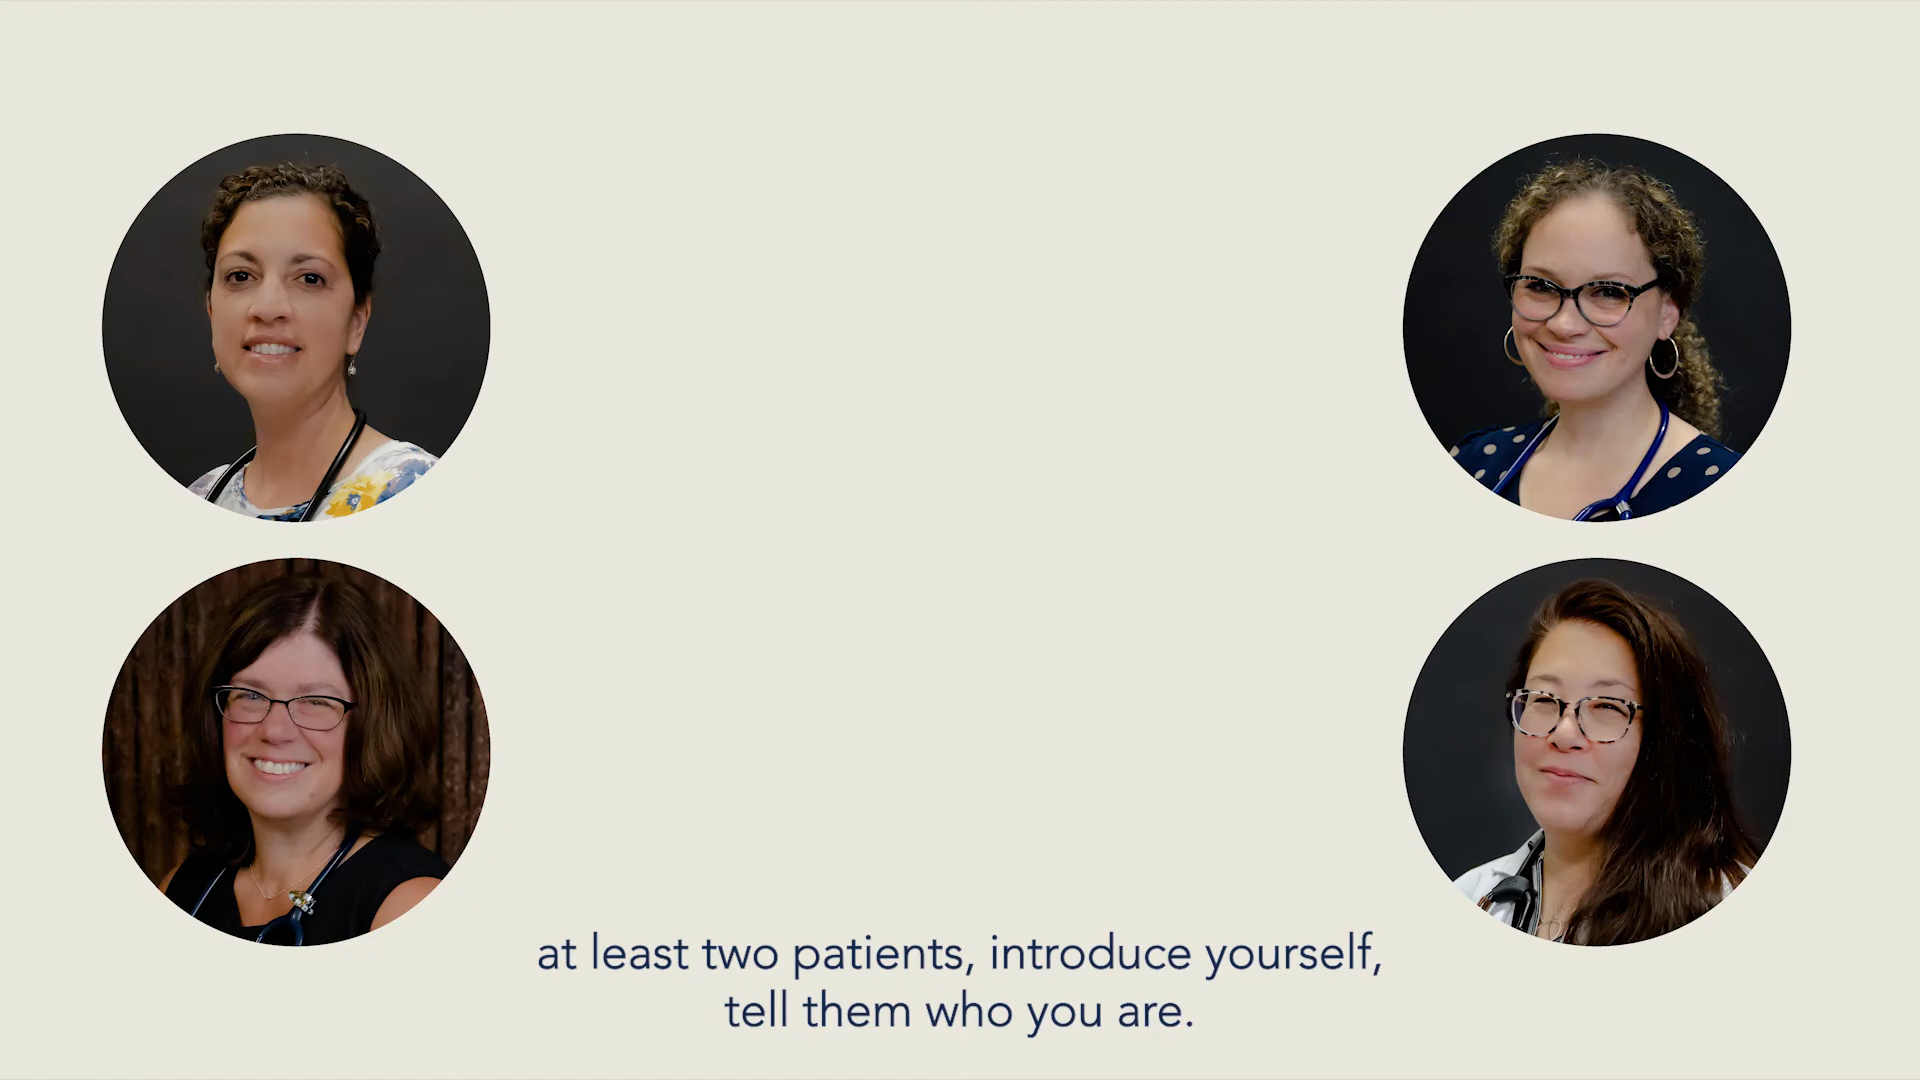 at least two patients, introduce yourself,
tell them who you are.